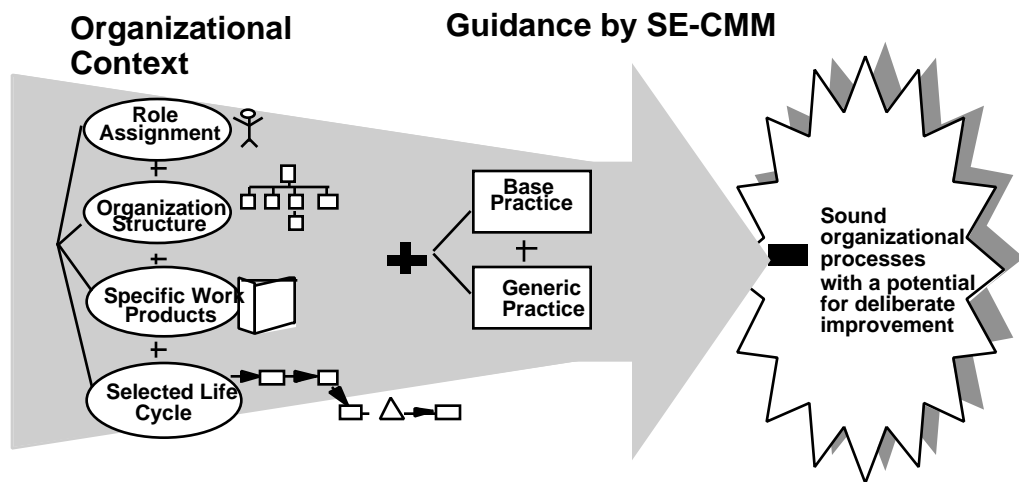 Organizational
Context
Guidance by SE-CMM
Role
Assignment
+
Organization
Structure
+
Specific Work
Products
+
Selected Life
Cycle
+
Base
Practice
+
Generic
Practice
Sound
organizational
processes
with a potential
for deliberate
improvement